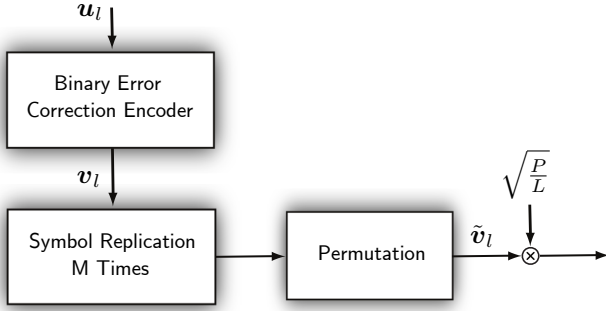 𝒖_l
Binary Error
Correction Encoder
𝒗_l
Symbol Replication
M Times
Permutation
𝒗̃_l
√(P/L)